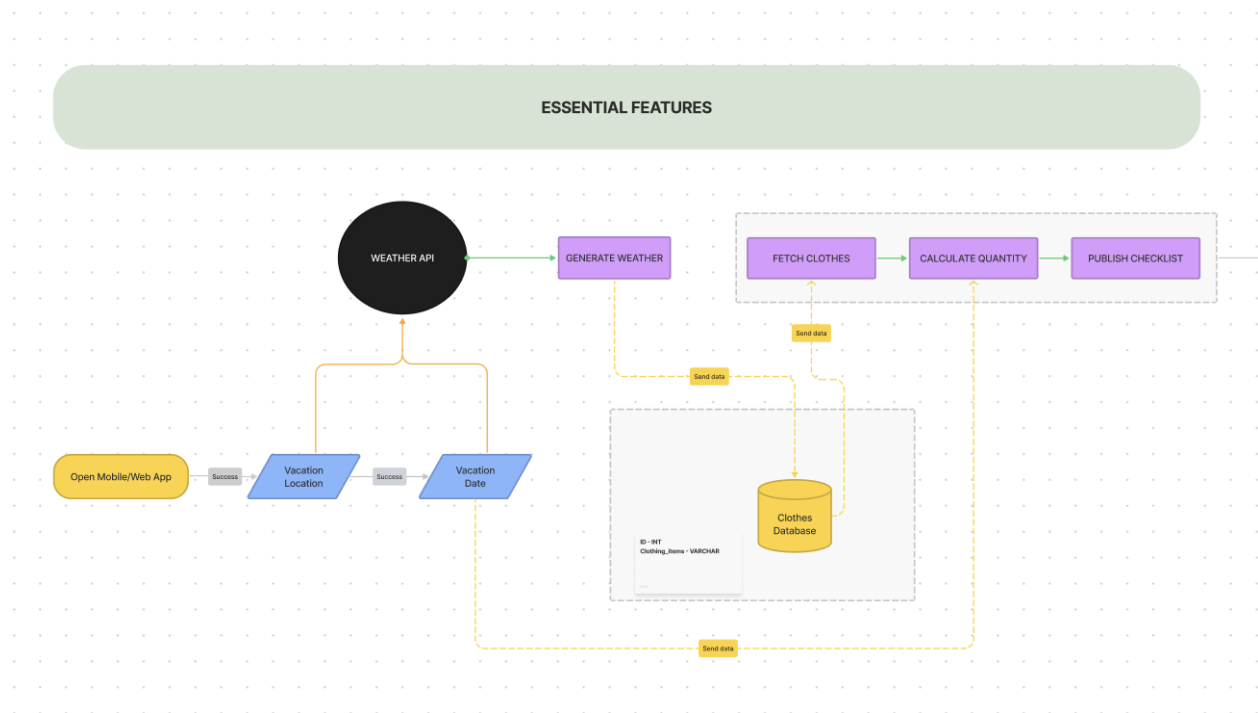 ESSENTIAL FEATURES
WEATHER API
GENERATE WEATHER
FETCH CLOTHES
CALCULATE QUANTITY
PUBLISH CHECKLIST
Send data
Send data
Open Mobile/Web App
Success
Vacation
Location
Success
Vacation
Date
Clothes
Database
ID - INT
Clothing_Items - VARCHAR
Send data